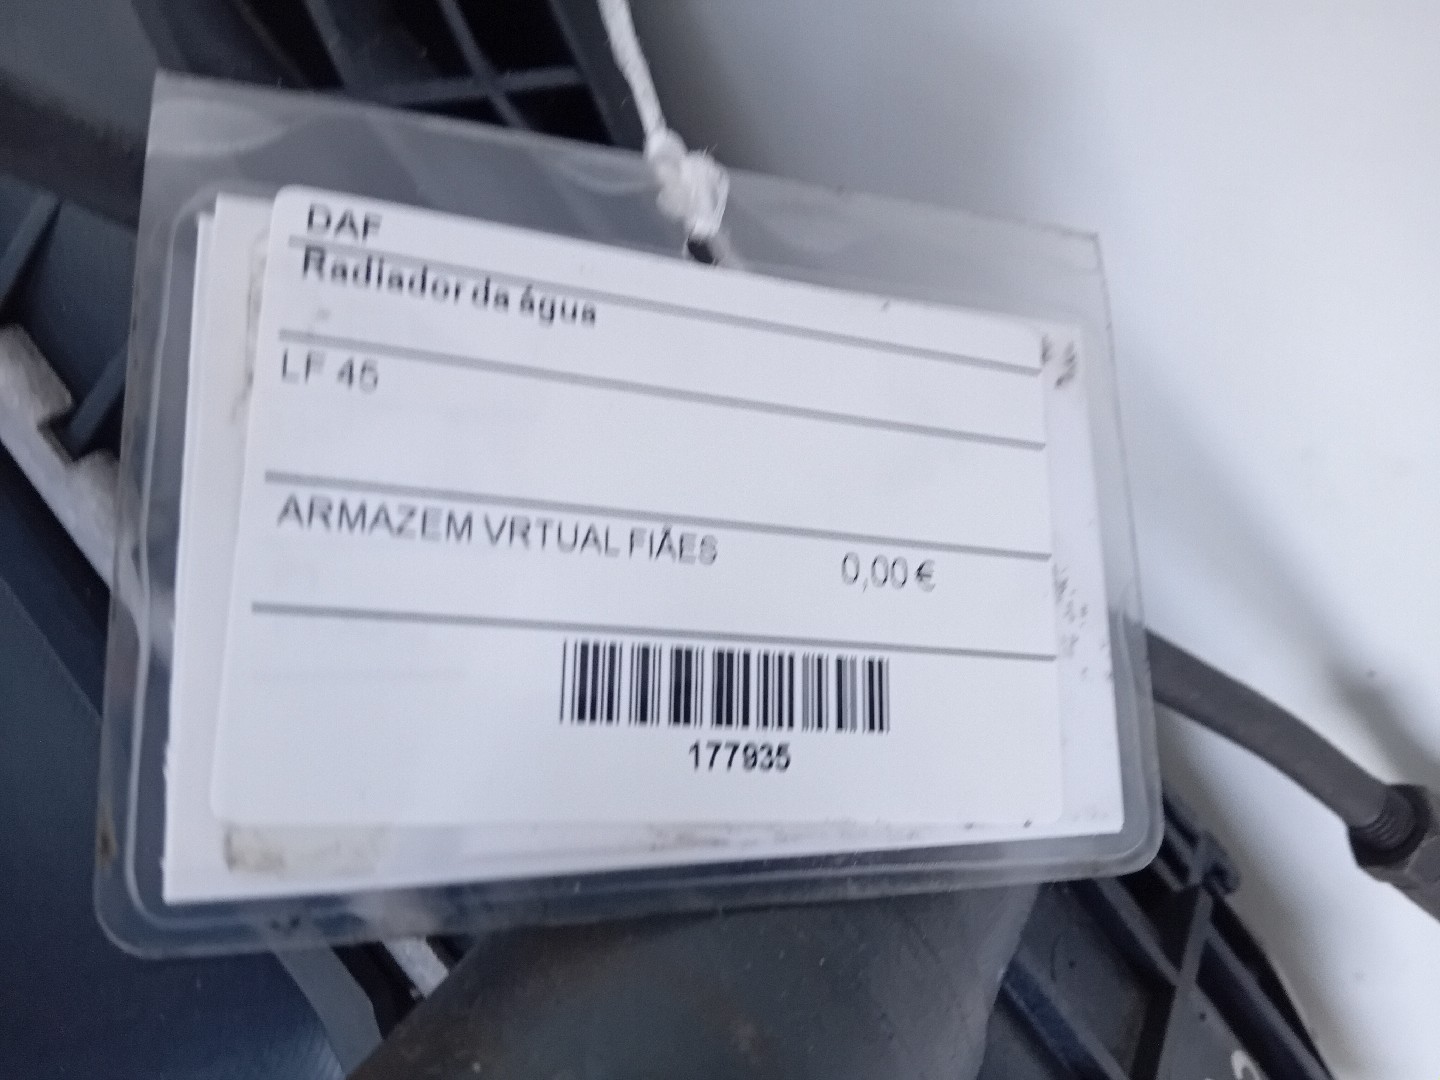 DAF
Radiador da água
LF 45
ARMAZEM VRTUAL FIÃES 0,00 €
177935